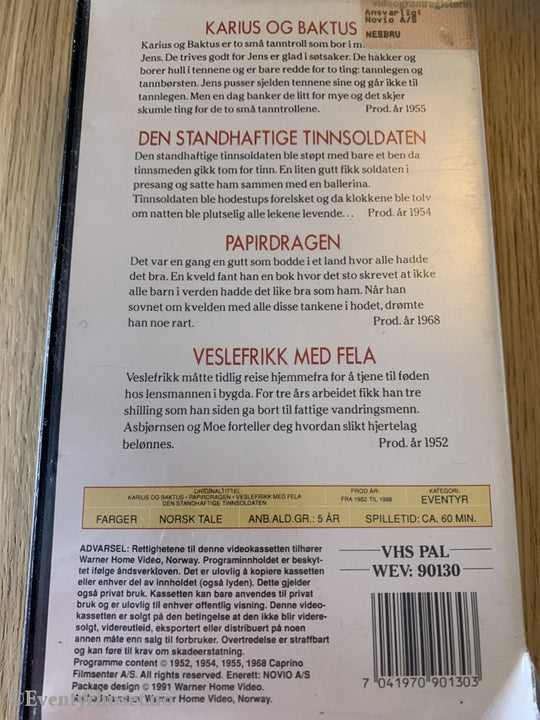 videogramregisteret
Ansvarlig:
Novio A/S
NESBRU
KARIUS OG BAKTUS
Karius og Baktus er to små tanntroll som bor i m
Jens. De trives godt for Jens er glad i søtsaker. De hakker og
borer hull i tennene og er bare redde for to ting: tannlegen og
tannbørsten. Jens pusser sjelden tennene sine og går ikke til
tannlegen. Men en dag banker de litt for mye og det skjer
skumle ting for de to små tanntrollene. Prod. år 1955
DEN STANDHAFTIGE TINNSOLDATEN
Den standhaftige tinnsoldaten ble støpt med bare et ben da
tinnsmeden gikk tom for tinn. En liten gutt fikk soldaten i
presang og satte ham sammen med en ballerina.
Tinnsoldaten ble hodestups forelsket og da klokkene ble tolv
om natten ble plutselig alle lekene levende... Prod. år 1954
PAPIRDRAGEN
Det var en gang en gutt som bodde i et land hvor alle hadde
det bra. En kveld fant han en bok hvor det sto skrevet at ikke
alle barn i verden hadde det like bra som ham. Når han
sovnet om kvelden med alle disse tankene i hodet, drømte
han noe rart. Prod. år 1968
VESLEFRIKK MED FELA
Veslefrikk måtte tidlig reise hjemmefra for å tjene til føden
hos lensmannen i bygda. For tre års arbeidet fikk han tre
shilling som han siden ga bort til fattige vandringsmenn.
Asbjørnsen og Moe forteller deg hvordan slikt hjertelag
belønnes. Prod. år 1952
ORIGINALTITTEL: PROD.ÅR: KATEGORI:
KARIUS OG BAKTUS • PAPIRDRAGEN • VESLEFRIKK MED FELA FRA 1952 TIL 1968 EVENTYR
DEN STANDHAFTIGE TINNSOLDATEN
FARGER NORSK TALE ANB.ALD.GR.: 5 ÅR SPILLETID: CA. 60 MIN.
ADVARSEL: Rettighetene til denne videokassetten tilhører
Warner Home Video, Norway. Programinnholdet er beskyt-
tet ifølge åndsverkloven. Det er ulovlig å kopiere kassetten
eller enhver del av innholdet (også lyden). Dette gjelder
også privat bruk. Kassetten kan bare anvendes til privat
bruk og er ulovlig til enhver offentlig visning. Denne video-
kassetten er solgt på den betingelse at den ikke blir videre-
solgt, videreutleid, eksportert eller distribuert på noen
annen måte enn salg til forbruker. Overtredelse er straffbart
og kan føre til krav om skadeerstatning.
Programme content © 1952, 1954, 1955, 1968 Caprino
Filmsenter A/S. All rights reserved. Enerett: NOVIO A/S
Package design © 1991 Warner Home Video.
Warner Home Video, Norway.
VHS PAL
WEV: 90130
7 041970 901303